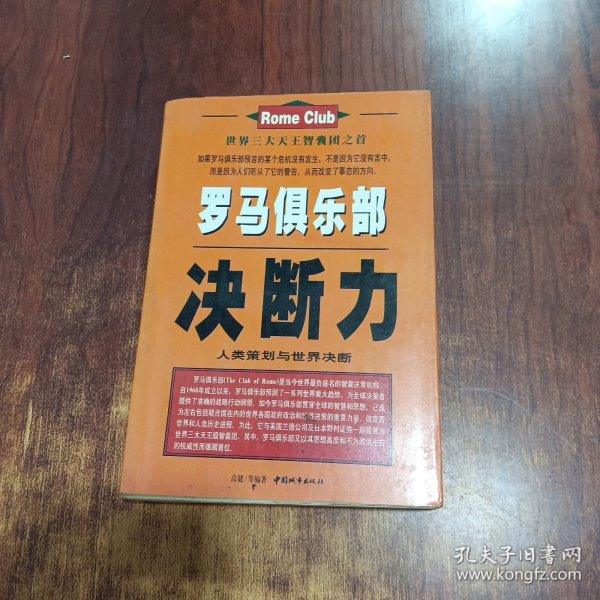 Rome Club
世界三大天王智囊团之首
如果罗马俱乐部预言的某个危机没有发生，不是因为它没有言中，
而是因为人们听从了它的警告，从而改变了事态的方向。
罗马俱乐部
决断力
人类策划与世界决断
罗马俱乐部(The Club of Rome)是当今世界最负盛名的智囊决策机构，
自1968年成立以来，罗马俱乐部预测了一系列世界重大趋势，为全球决策者
提供了准确的战略行动纲领。如今罗马俱乐部贯穿全球的智慧和思想，已成
为左右包括联合国在内的世界各国政府政治和经济决策的重要力量，改变着
世界和人类历史进程。为此，它与美国兰德公司及日本野村证券一起被称为
世界三大天王级智囊团。其中，罗马俱乐部又以其思想高度和不为政治左右
的权威性而雄踞首位。
高健/等编著 中国城市出版社
孔夫子旧书网
www.kongfz.com